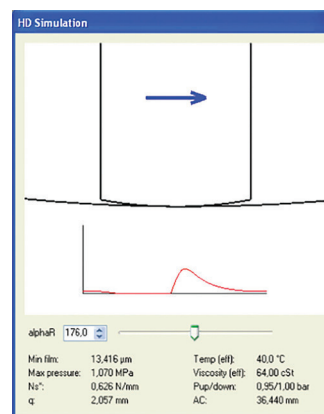 HD Simulation
alphaR 176,0
Min film: 13,416 µm Temp (eff): 40,0 °C
Max pressure: 1,070 MPa Viscosity (eff): 64,00 cSt
Ns": 0,626 N/mm Pup/down: 0,95/1,00 bar
q: 2,057 mm AC: 36,440 mm